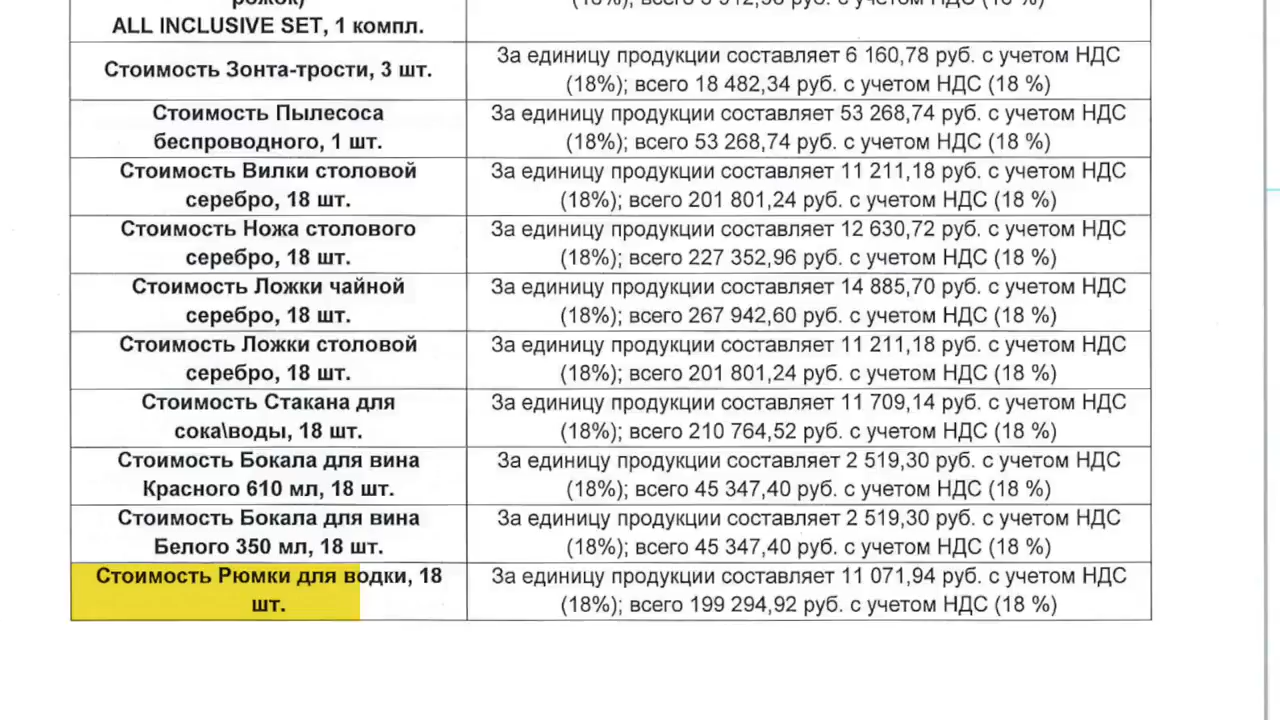 рожок)
ALL INCLUSIVE SET, 1 компл.
Стоимость Зонта-трости, 3 шт.
За единицу продукции составляет 6 160,78 руб. с учетом НДС
(18%); всего 18 482,34 руб. с учетом НДС (18 %)
Стоимость Пылесоса
беспроводного, 1 шт.
За единицу продукции составляет 53 268,74 руб. с учетом НДС
(18%); всего 53 268,74 руб. с учетом НДС (18 %)
Стоимость Вилки столовой
серебро, 18 шт.
За единицу продукции составляет 11 211,18 руб. с учетом НДС
(18%); всего 201 801,24 руб. с учетом НДС (18 %)
Стоимость Ножа столового
серебро, 18 шт.
За единицу продукции составляет 12 630,72 руб. с учетом НДС
(18%); всего 227 352,96 руб. с учетом НДС (18 %)
Стоимость Ложки чайной
серебро, 18 шт.
За единицу продукции составляет 14 885,70 руб. с учетом НДС
(18%); всего 267 942,60 руб. с учетом НДС (18 %)
Стоимость Ложки столовой
серебро, 18 шт.
За единицу продукции составляет 11 211,18 руб. с учетом НДС
(18%); всего 201 801,24 руб. с учетом НДС (18 %)
Стоимость Стакана для
сока\воды, 18 шт.
За единицу продукции составляет 11 709,14 руб. с учетом НДС
(18%); всего 210 764,52 руб. с учетом НДС (18 %)
Стоимость Бокала для вина
Красного 610 мл, 18 шт.
За единицу продукции составляет 2 519,30 руб. с учетом НДС
(18%); всего 45 347,40 руб. с учетом НДС (18 %)
Стоимость Бокала для вина
Белого 350 мл, 18 шт.
За единицу продукции составляет 2 519,30 руб. с учетом НДС
(18%); всего 45 347,40 руб. с учетом НДС (18 %)
Стоимость Рюмки для водки, 18
шт.
За единицу продукции составляет 11 071,94 руб. с учетом НДС
(18%); всего 199 294,92 руб. с учетом НДС (18 %)